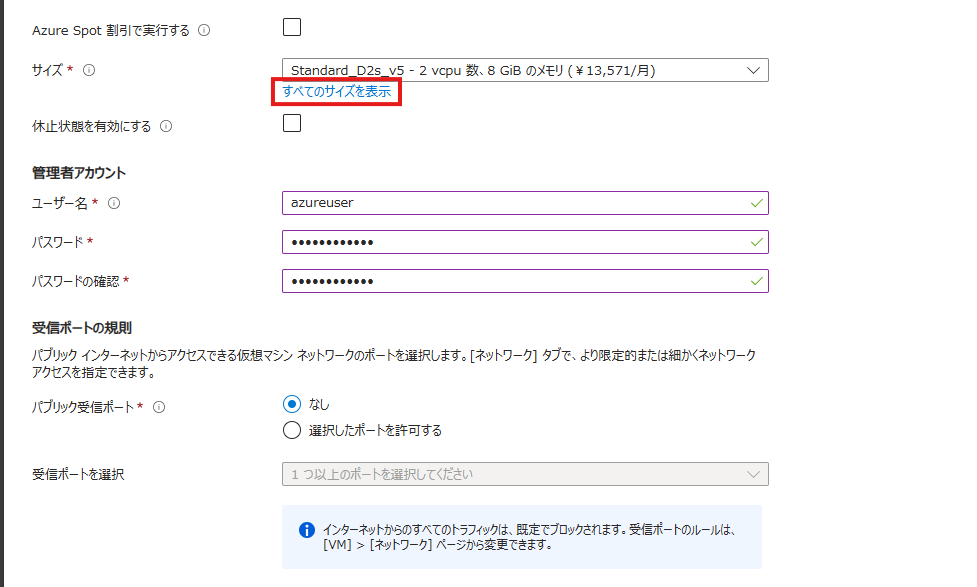 Azure Spot 割引で実行する
サイズ *
Standard_D2s_v5 - 2 vcpu 数、8 GiB のメモリ (￥13,571/月)
すべてのサイズを表示
休止状態を有効にする
管理者アカウント
ユーザー名 *
azureuser
パスワード *
••••••••••••
パスワードの確認 *
••••••••••••
受信ポートの規則
パブリック インターネットからアクセスできる仮想マシン ネットワークのポートを選択します。[ネットワーク] タブで、より限定的または細かくネットワーク
アクセスを指定できます。
パブリック受信ポート *
なし
選択したポートを許可する
受信ポートを選択
1 つ以上のポートを選択してください
インターネットからのすべてのトラフィックは、既定でブロックされます。受信ポートのルールは、
[VM] > [ネットワーク] ページから変更できます。